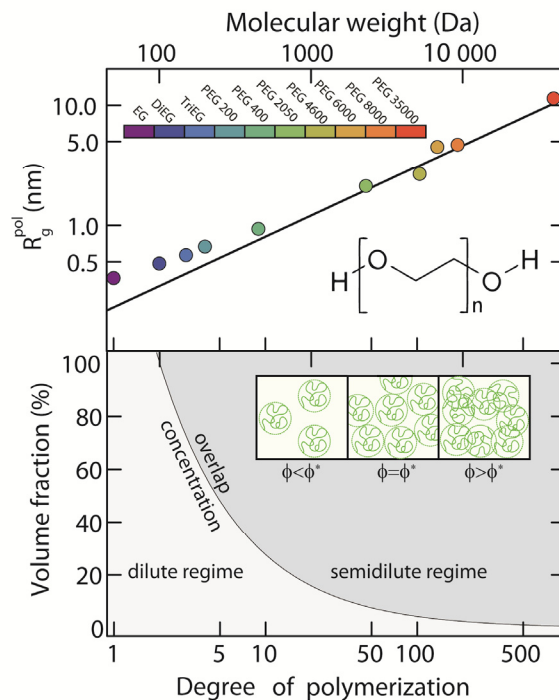 Molecular weight (Da)
100 1000 10 000
EG DiEG TriEG PEG 200 PEG 400 PEG 2050 PEG 4600 PEG 6000 PEG 8000 PEG 35000
10.0
5.0
1.0
0.5
R_g^pol (nm)
H O O H
n
100
80
60
40
20
0
Volume fraction (%)
overlap
concentration
ϕ<ϕ* ϕ=ϕ* ϕ>ϕ*
dilute regime semidilute regime
1 5 10 50 100 500
Degree of polymerization